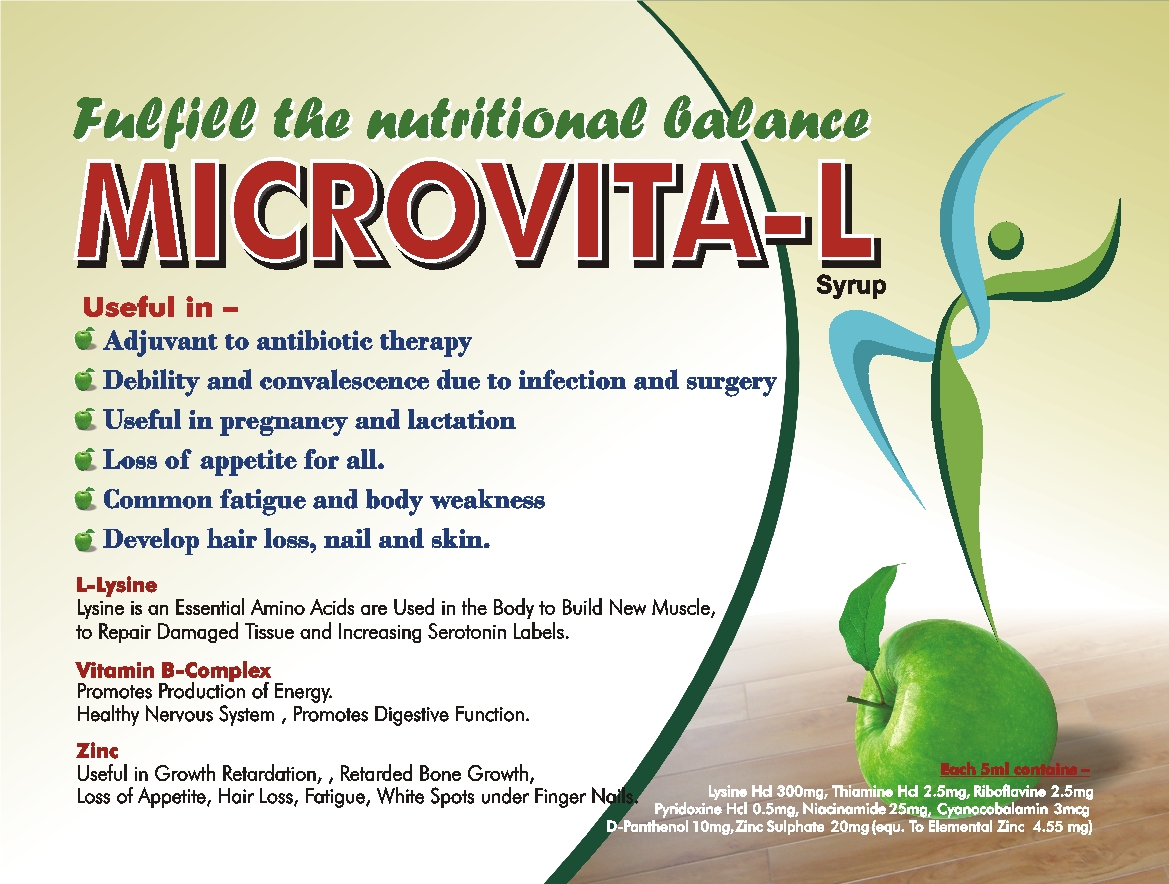 Fulfill the nutritional balance
MICROVITA-L
Syrup
Useful in –
Adjuvant to antibiotic therapy
Debility and convalescence due to infection and surgery
Useful in pregnancy and lactation
Loss of appetite for all.
Common fatigue and body weakness
Develop hair loss, nail and skin.
L-Lysine
Lysine is an Essential Amino Acids are Used in the Body to Build New Muscle,
to Repair Damaged Tissue and Increasing Serotonin Labels.
Vitamin B-Complex
Promotes Production of Energy.
Healthy Nervous System , Promotes Digestive Function.
Zinc
Useful in Growth Retardation, , Retarded Bone Growth,
Loss of Appetite, Hair Loss, Fatigue, White Spots under Finger Nails.
Each 5ml contains –
Lysine Hcl 300mg, Thiamine Hcl 2.5mg, Riboflavine 2.5mg
Pyridoxine Hcl 0.5mg, Niacinamide 25mg, Cyanocobalamin 3mcg
D-Panthenol 10mg, Zinc Sulphate 20mg (equ. To Elemental Zinc 4.55 mg)